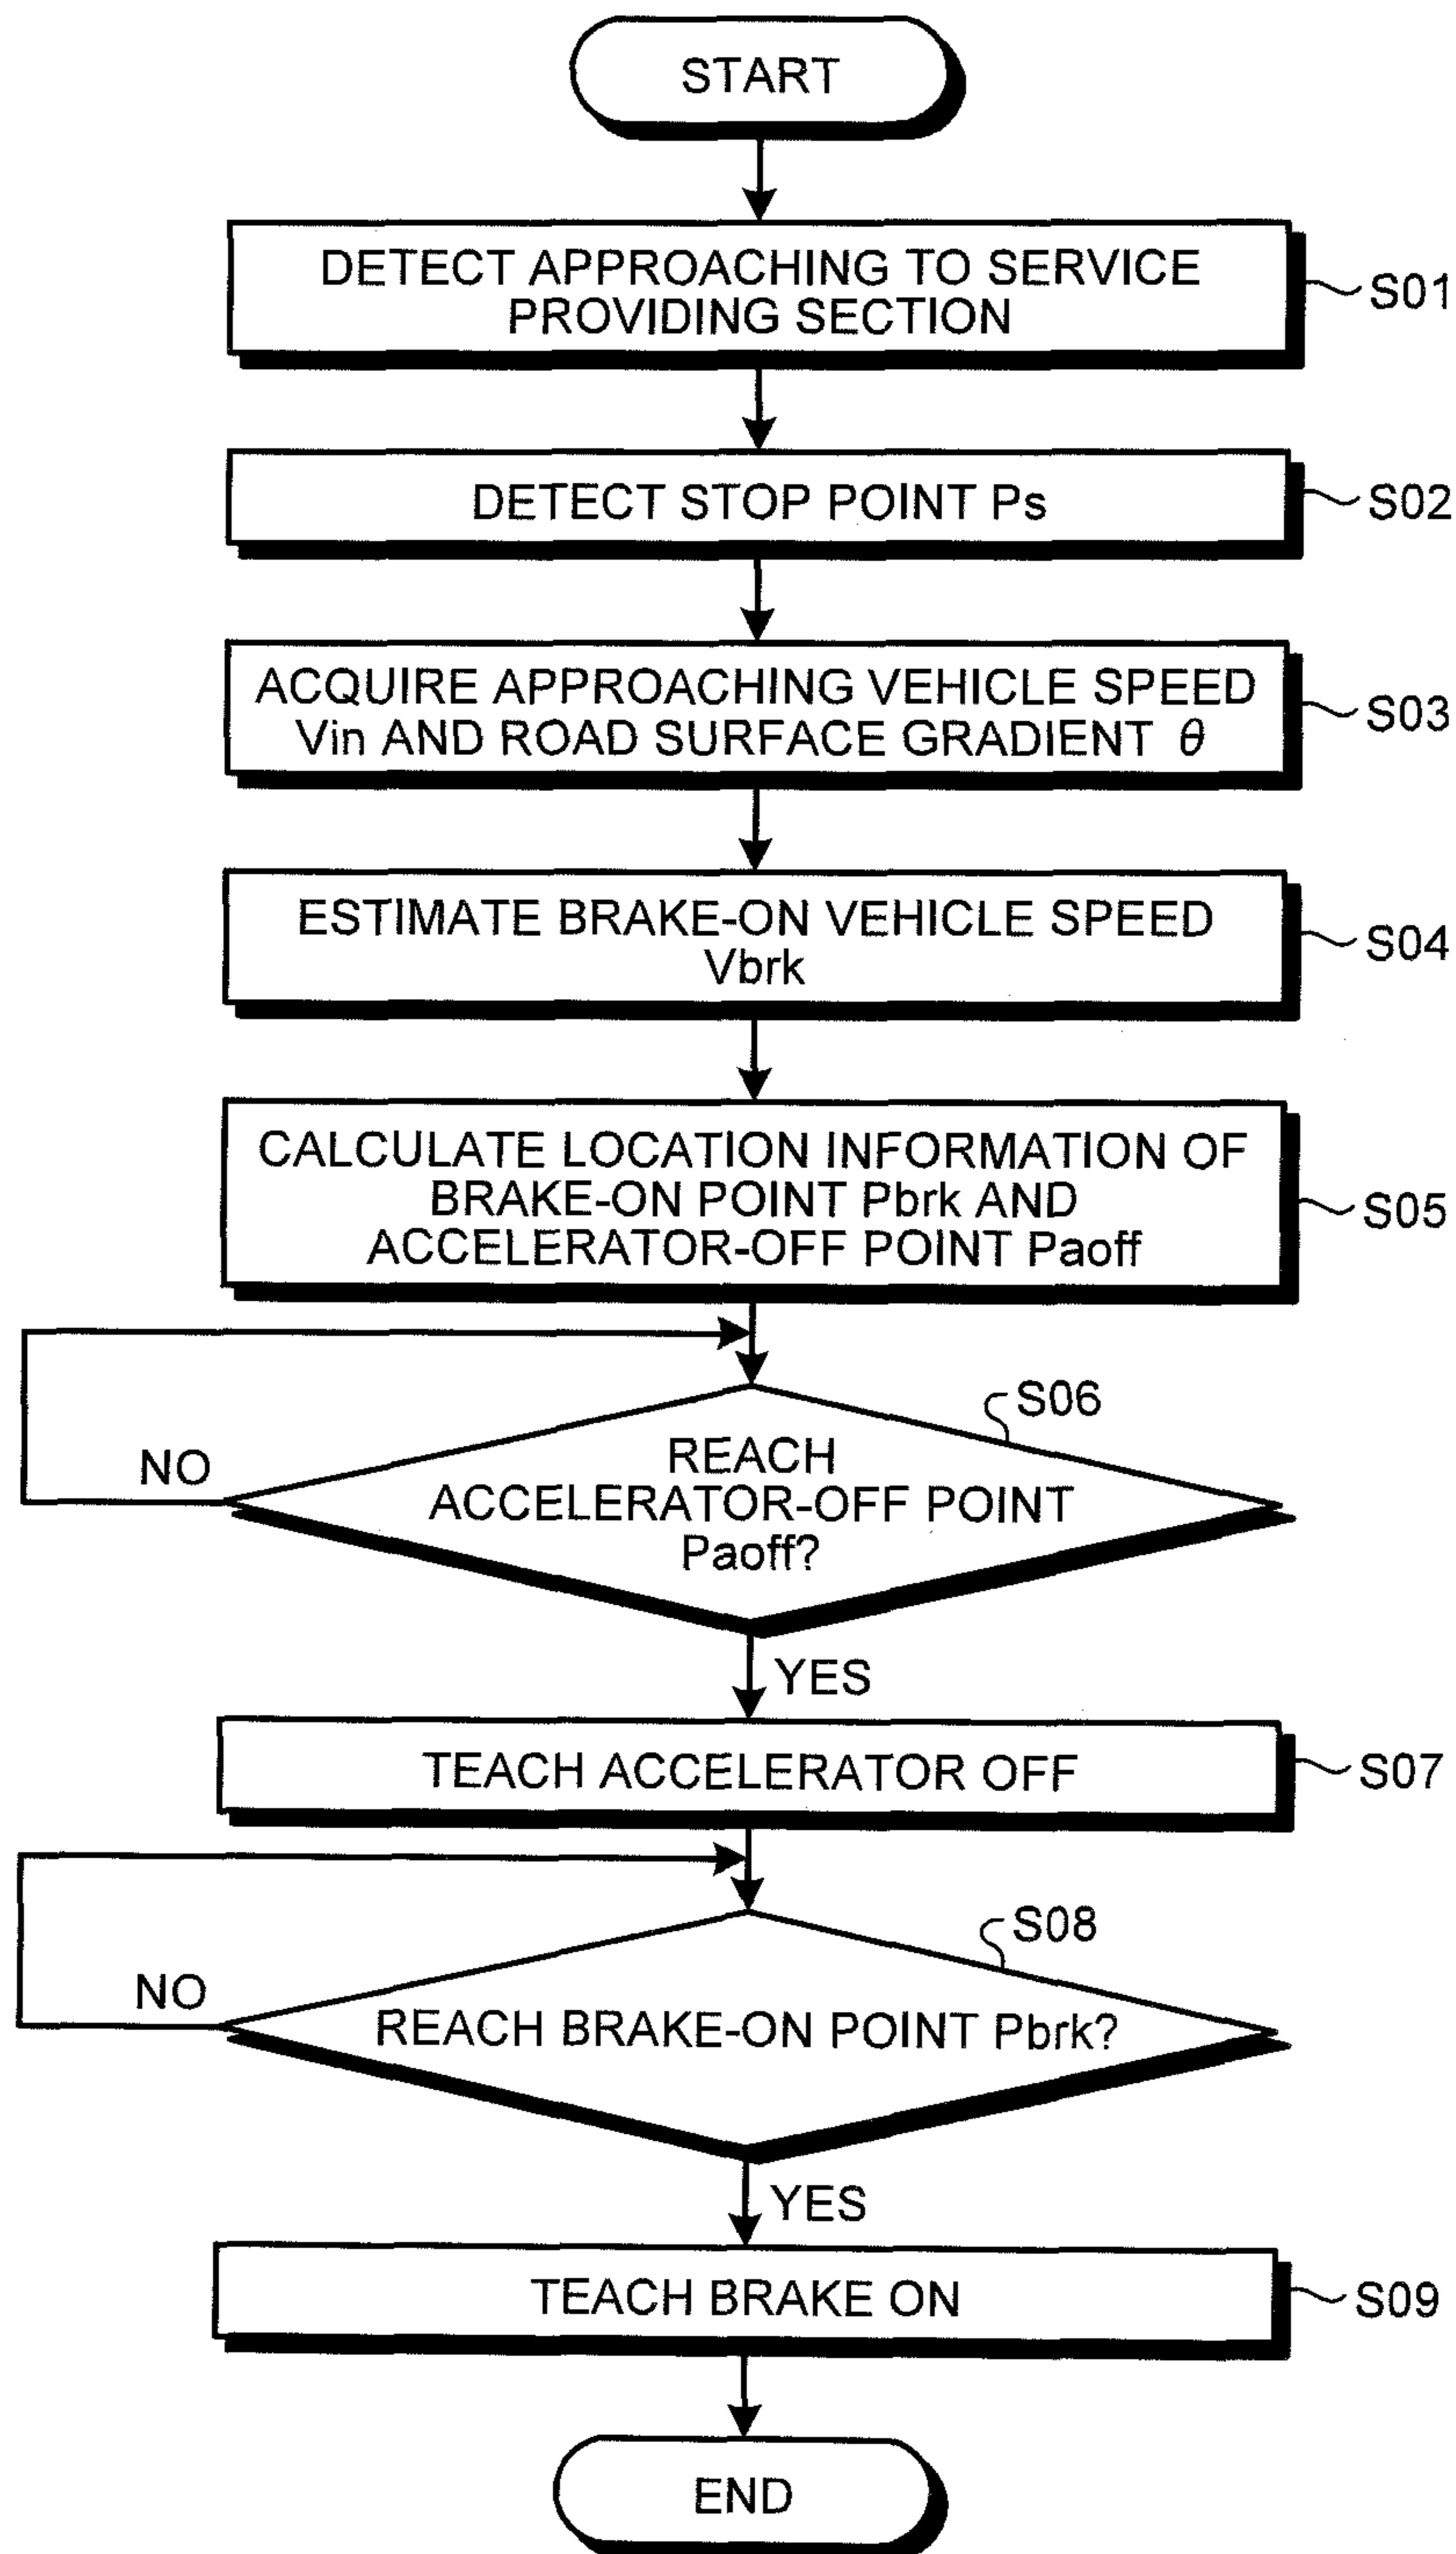 START
DETECT APPROACHING TO SERVICE
PROVIDING SECTION
S01
DETECT STOP POINT Ps
S02
ACQUIRE APPROACHING VEHICLE SPEED
Vin AND ROAD SURFACE GRADIENT θ
S03
ESTIMATE BRAKE-ON VEHICLE SPEED
Vbrk
S04
CALCULATE LOCATION INFORMATION OF
BRAKE-ON POINT Pbrk AND
ACCELERATOR-OFF POINT Paoff
S05
S06
NO
REACH
ACCELERATOR-OFF POINT
Paoff?
YES
TEACH ACCELERATOR OFF
S07
S08
NO
REACH BRAKE-ON POINT Pbrk?
YES
TEACH BRAKE ON
S09
END